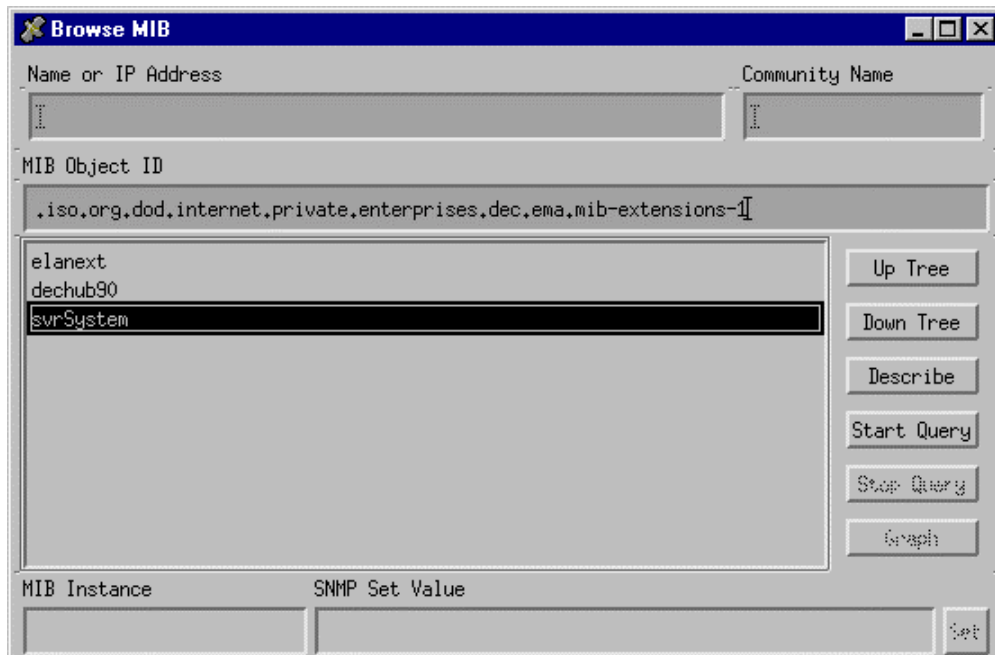 Browse MIB
Name or IP Address Community Name
MIB Object ID
.iso.org.dod.internet.private.enterprises.dec.ema.mib-extensions-1
elanext
dechub90
svrSystem
Up Tree
Down Tree
Describe
Start Query
Stop Query
Graph
MIB Instance SNMP Set Value
Set